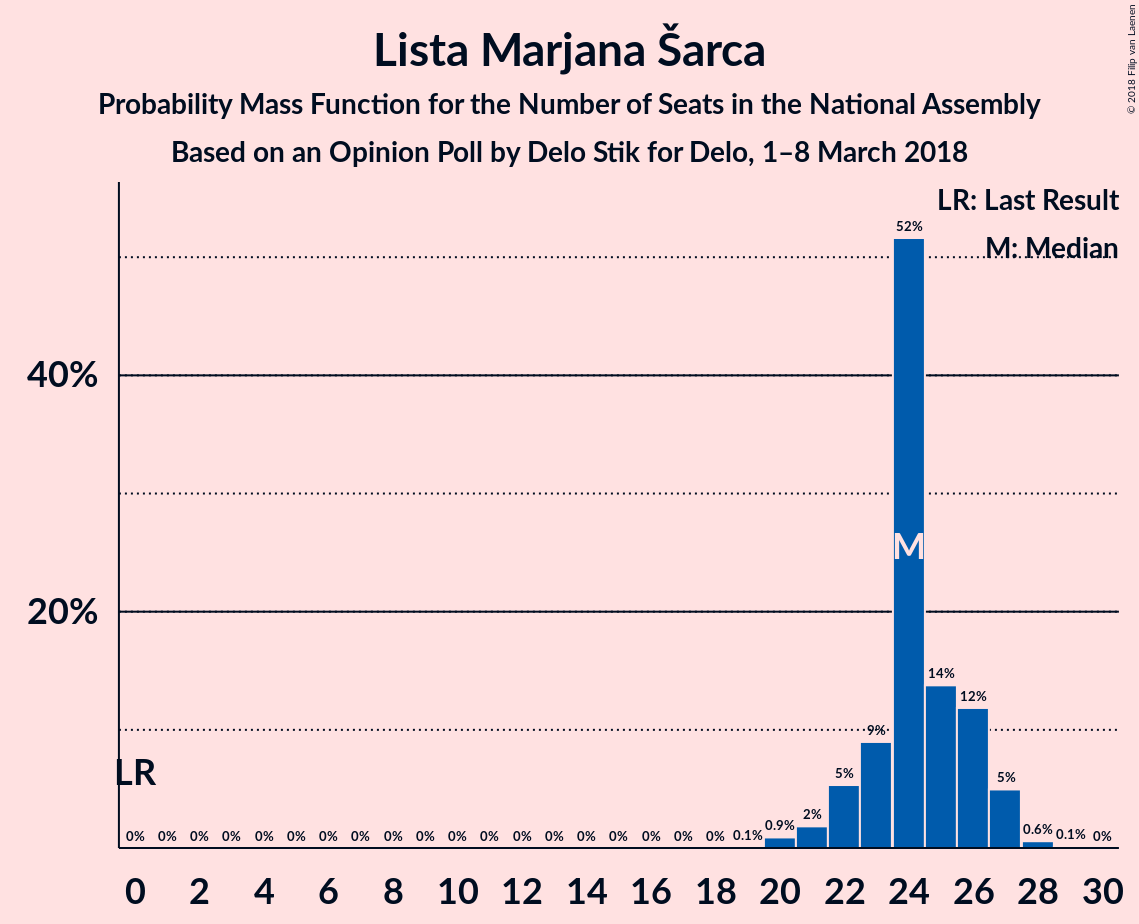 Lista Marjana Šarca
Probability Mass Function for the Number of Seats in the National Assembly
Based on an Opinion Poll by Delo Stik for Delo, 1–8 March 2018
© 2018 Filip van Laenen
LR: Last Result
M: Median
52%
40%
M
20%
14%
12%
9%
LR
5%
5%
2%
0% 0% 0% 0% 0% 0% 0% 0% 0% 0% 0% 0% 0% 0% 0% 0% 0% 0% 0% 0.1% 0.9% 0.6% 0.1% 0%
0 2 4 6 8 10 12 14 16 18 20 22 24 26 28 30